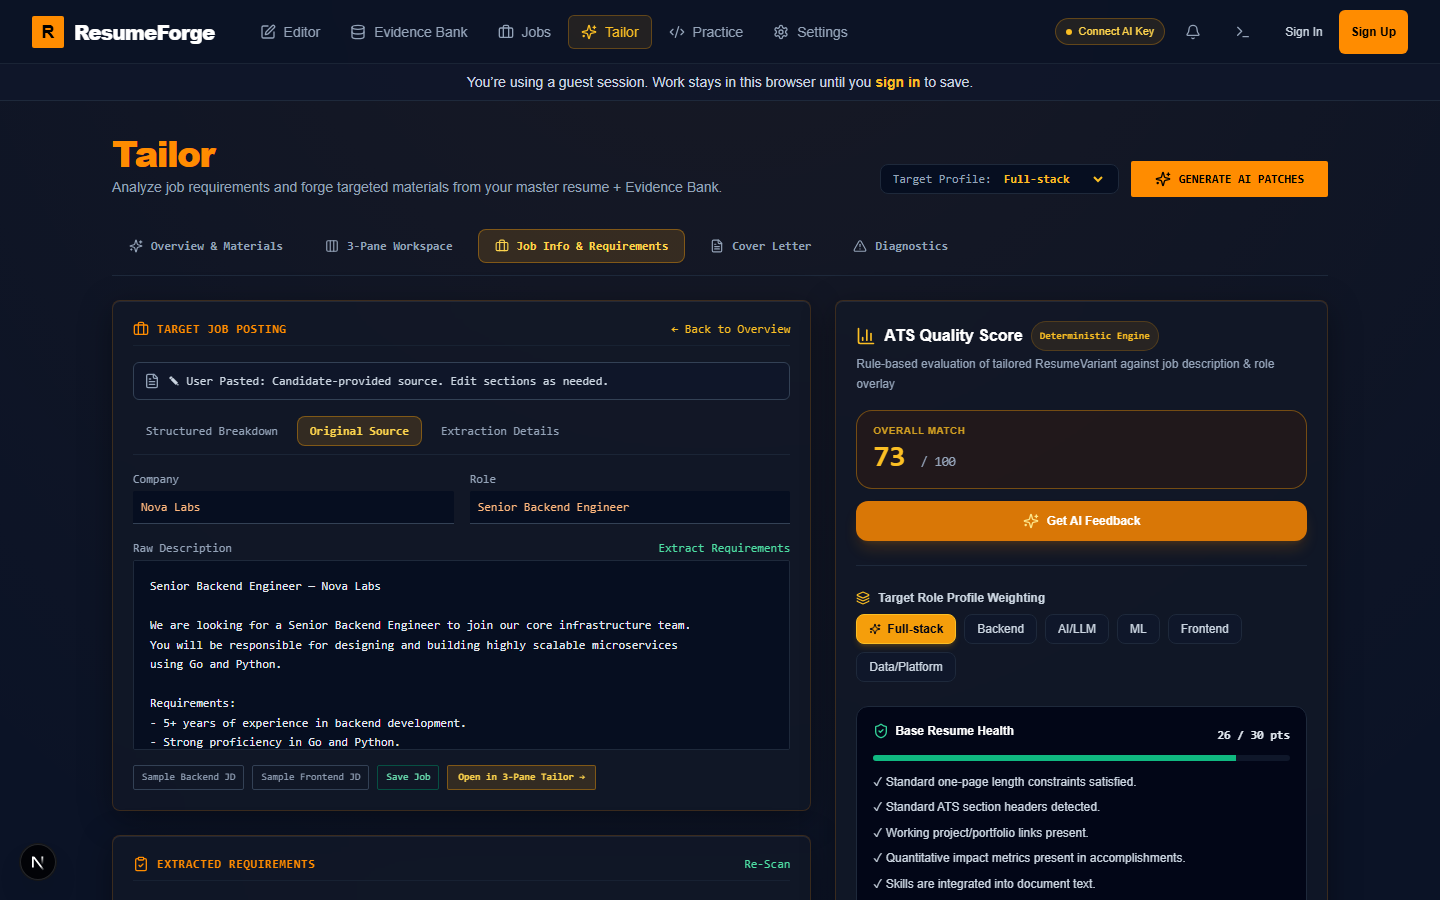 R ResumeForge
Editor
Evidence Bank
Jobs
Tailor
Practice
Settings
Connect AI Key
Sign In
Sign Up
You're using a guest session. Work stays in this browser until you sign in to save.
Tailor
Analyze job requirements and forge targeted materials from your master resume + Evidence Bank.
Target Profile: Full-stack
GENERATE AI PATCHES
Overview & Materials
3-Pane Workspace
Job Info & Requirements
Cover Letter
Diagnostics
TARGET JOB POSTING
← Back to Overview
User Pasted: Candidate-provided source. Edit sections as needed.
Structured Breakdown
Original Source
Extraction Details
Company
Role
Nova Labs
Senior Backend Engineer
Raw Description
Extract Requirements
Senior Backend Engineer — Nova Labs
We are looking for a Senior Backend Engineer to join our core infrastructure team.
You will be responsible for designing and building highly scalable microservices
using Go and Python.
Requirements:
- 5+ years of experience in backend development.
- Strong proficiency in Go and Python.
Sample Backend JD
Sample Frontend JD
Save Job
Open in 3-Pane Tailor →
EXTRACTED REQUIREMENTS
Re-Scan
ATS Quality Score
Deterministic Engine
Rule-based evaluation of tailored ResumeVariant against job description & role
overlay
OVERALL MATCH
73 / 100
Get AI Feedback
Target Role Profile Weighting
Full-stack
Backend
AI/LLM
ML
Frontend
Data/Platform
Base Resume Health
26 / 30 pts
✓ Standard one-page length constraints satisfied.
✓ Standard ATS section headers detected.
✓ Working project/portfolio links present.
✓ Quantitative impact metrics present in accomplishments.
✓ Skills are integrated into document text.
N